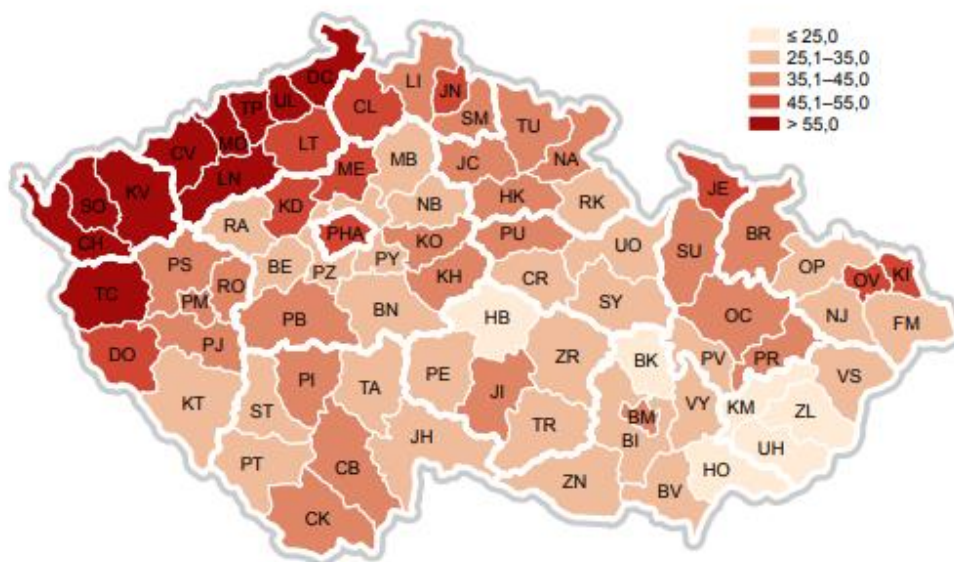 ≤ 25,0
25,1–35,0
35,1–45,0
45,1–55,0
> 55,0
DC
LI
TP
UL
CL
JN
SM
TU
CV
MO
LT
ME
MB
JC
NA
SO
KV
LN
KD
NB
HK
RK
JE
CH
RA
PHA
KO
PU
UO
SU
BR
TC
PS
RO
BE
PZ
PY
KH
CR
SY
OP
OV
KI
PM
PB
BN
HB
OC
NJ
FM
DO
PJ
PI
TA
PE
ZR
BK
PV
PR
VS
KT
ST
JI
BM
VY
KM
ZL
PT
CB
JH
TR
BI
UH
CK
ZN
BV
HO